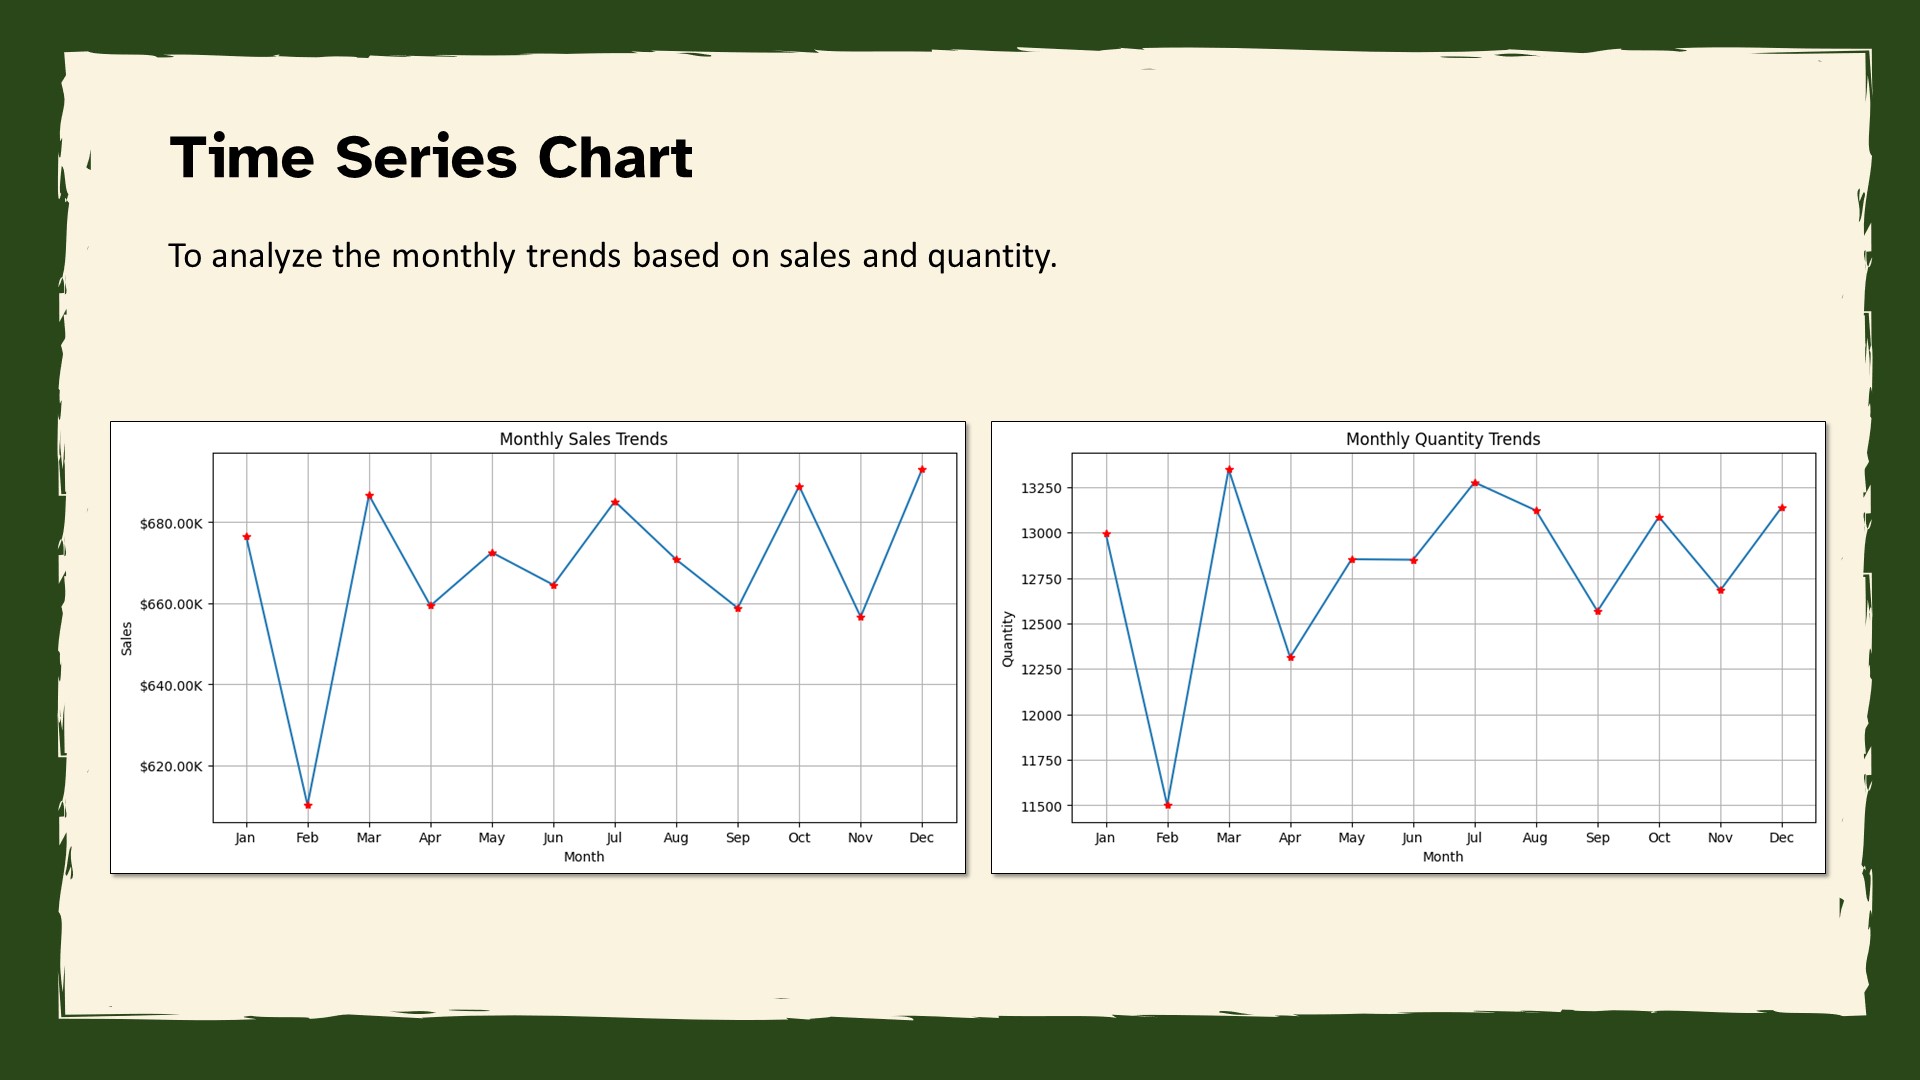 Time Series Chart
To analyze the monthly trends based on sales and quantity.
Monthly Sales Trends
$680.00K
$660.00K
$640.00K
$620.00K
Sales
Jan Feb Mar Apr May Jun Jul Aug Sep Oct Nov Dec
Month
Monthly Quantity Trends
13250
13000
12750
12500
12250
12000
11750
11500
Quantity
Jan Feb Mar Apr May Jun Jul Aug Sep Oct Nov Dec
Month